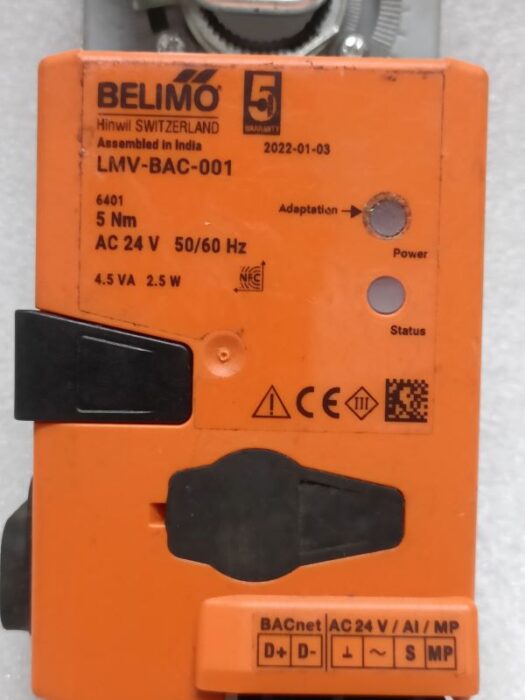 BELIMO
Hinwil SWITZERLAND
5
WARRANTY
Assembled in India
2022-01-03
LMV-BAC-001
6401
5 Nm
AC 24 V 50/60 Hz
4.5 VA 2.5 W
NFC
Adaptation
Power
Status
CE
III
BACnet AC 24 V / AI / MP
D+ D- ⊥ ~ S MP